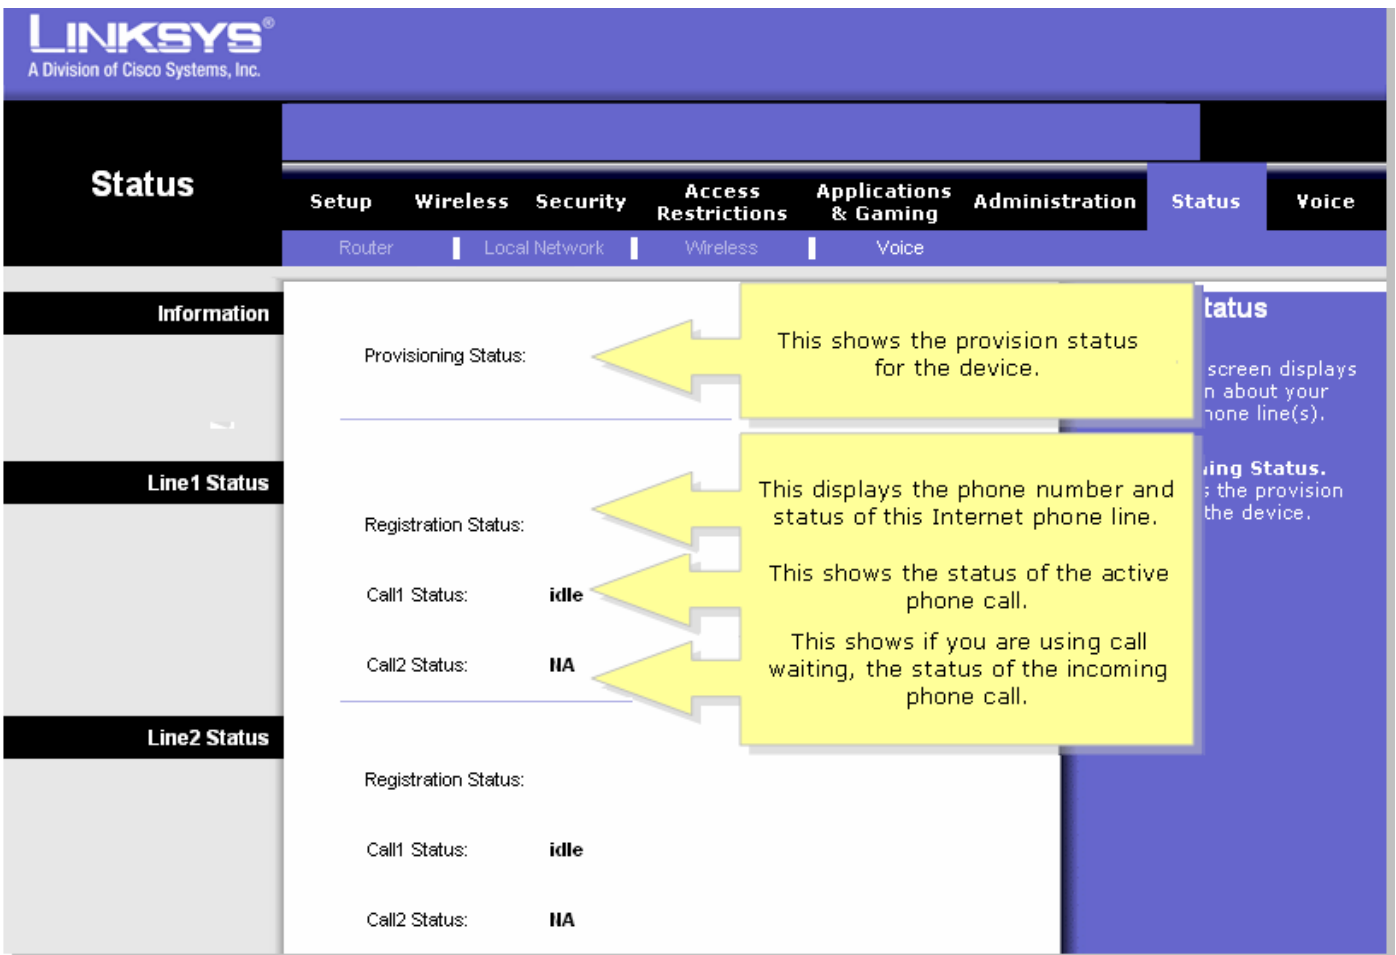 LINKSYS®
A Division of Cisco Systems, Inc.
Status
Setup Wireless Security Access Restrictions Applications & Gaming Administration Status Voice
Router Local Network Wireless Voice
Information
Provisioning Status:
This shows the provision status
for the device.
Line1 Status
Registration Status:
This displays the phone number and
status of this Internet phone line.
Call1 Status: idle
This shows the status of the active
phone call.
Call2 Status: NA
This shows if you are using call
waiting, the status of the incoming
phone call.
Line2 Status
Registration Status:
Call1 Status: idle
Call2 Status: NA
tatus
screen displays
n about your
hone line(s).
ing Status.
the provision
the device.